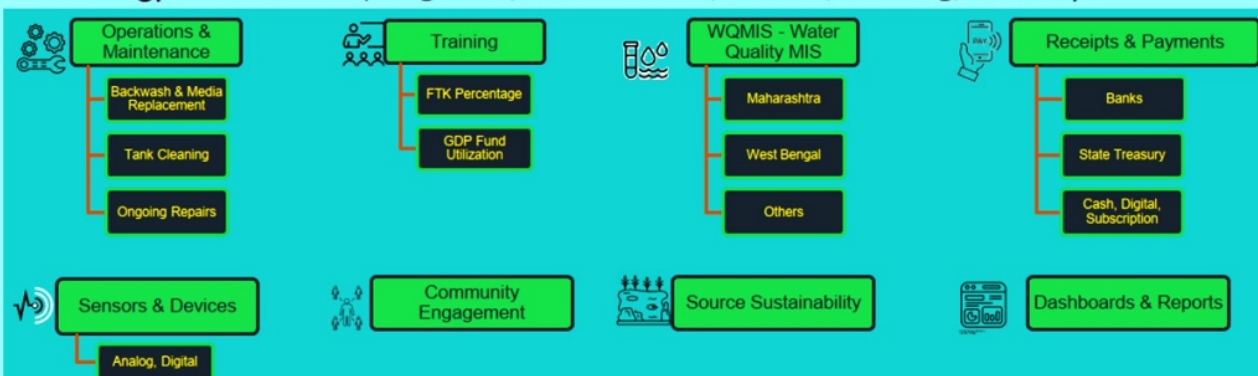 Operations &
Maintenance
Backwash & Media
Replacement
Tank Cleaning
Ongoing Repairs
Training
FTK Percentage
GDP Fund
Utilization
WQMIS - Water
Quality MIS
Maharashtra
West Bengal
Others
PAY
Receipts & Payments
Banks
State Treasury
Cash, Digital,
Subscription
Sensors & Devices
Analog, Digital
Community
Engagement
Source Sustainability
Dashboards & Reports